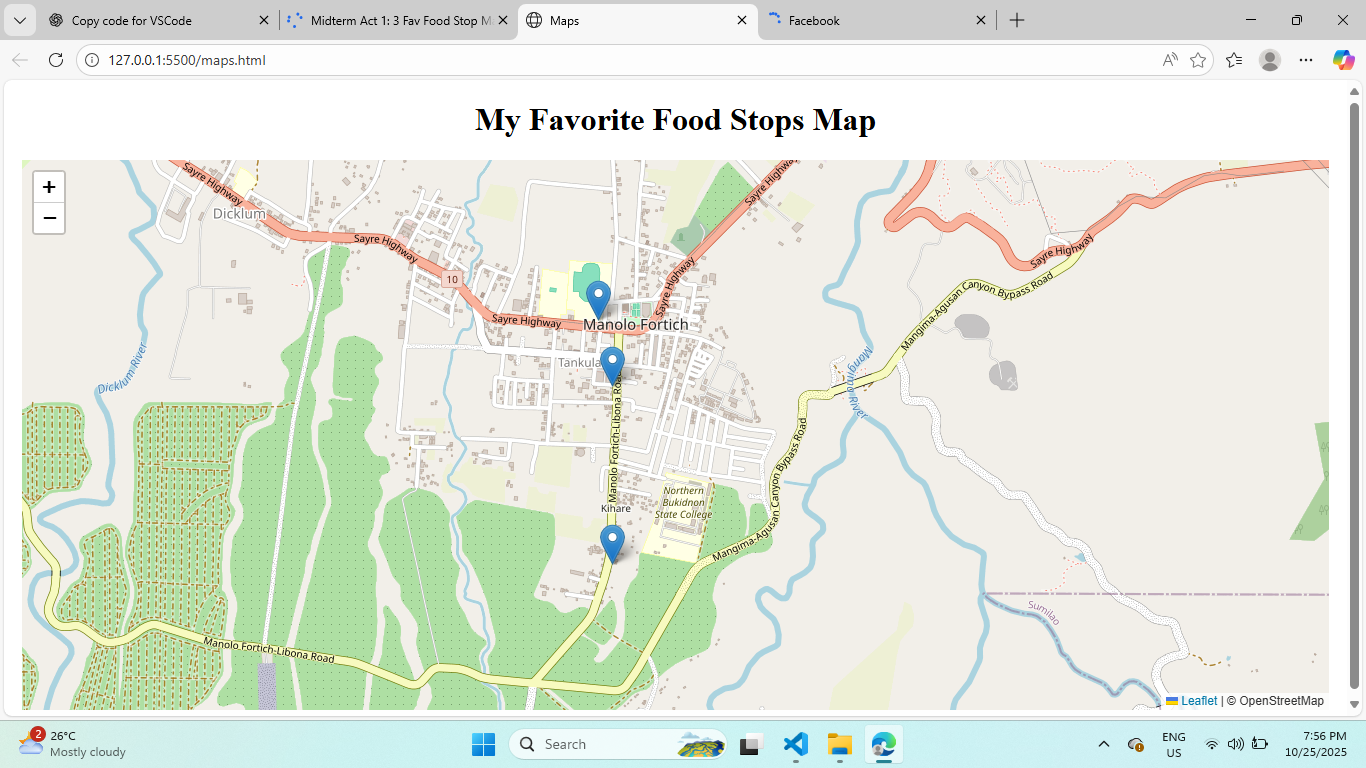 Copy code for VSCode
Midterm Act 1: 3 Fav Food Stop M
Maps
Facebook
127.0.0.1:5500/maps.html
My Favorite Food Stops Map
+
−
Sayre Highway
Dicklum
Sayre Highway
10
Sayre Highway
Sayre Highway
Sayre Highway
Sayre Highway
Manolo Fortich
Tankula
Mangima-Agusan Canyon Bypass Road
Dicklum River
Mangima River
Manolo Fortich-Libona Road
Mangima-Agusan Canyon Bypass Road
Northern
Bukidnon
State College
Kihare
Mangima-Agusan Canyon Bypass Road
Sumilao
Manolo Fortich-Libona Road
Leaflet | © OpenStreetMap
2
26°C
Mostly cloudy
Search
ENG
US
7:56 PM
10/25/2025